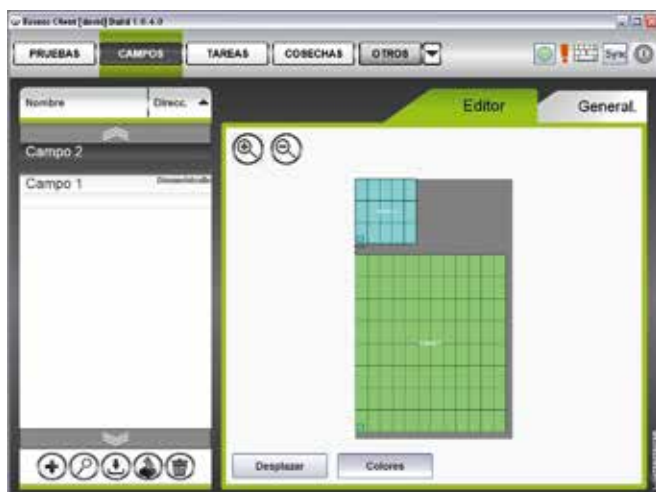 PRUEBAS CAMPOS TAREAS COSECHAS OTROS Sync
Nombre Direcc.
Editor General.
Campo 2
Campo 1
Desplazar Colores